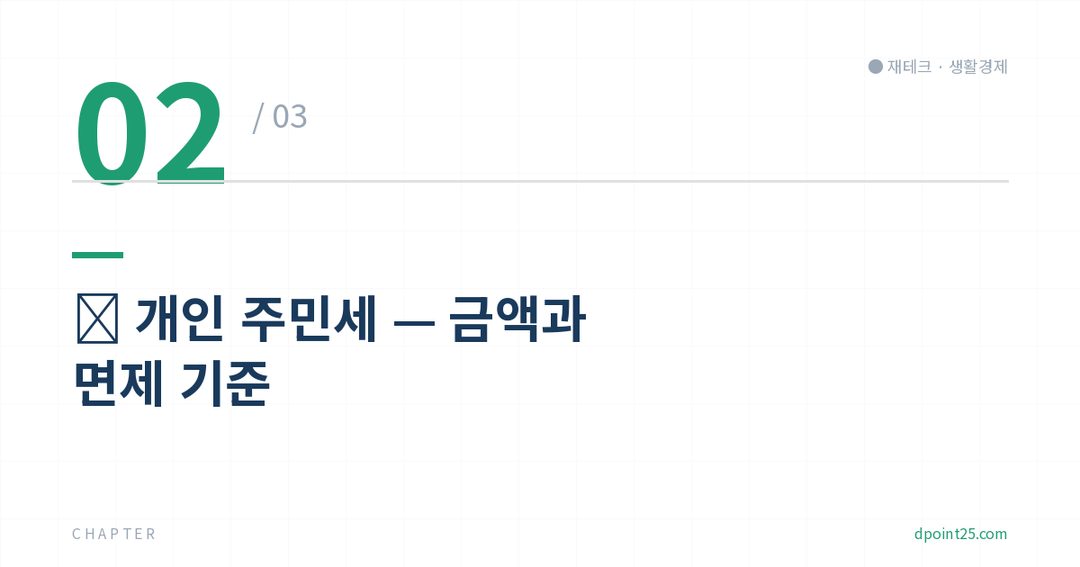 02 / 03
● 재테크 · 생활경제
개인 주민세 — 금액과
면제 기준
CHAPTER
dpoint25.com